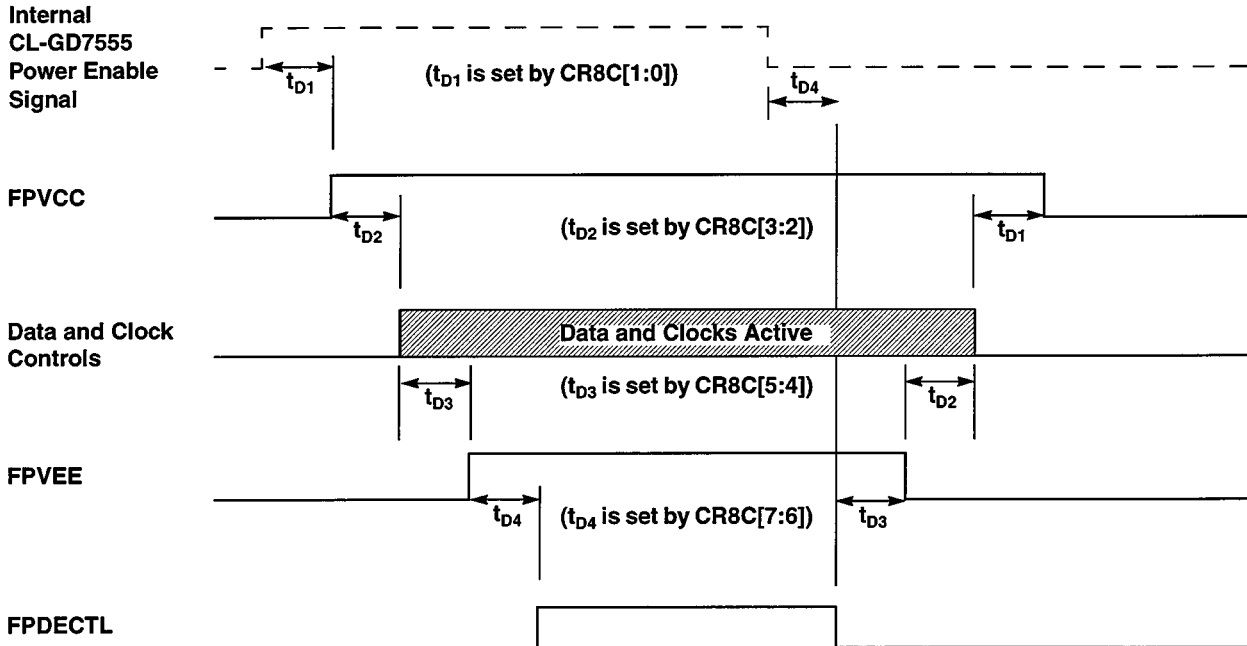 Internal
CL-GD7555
Power Enable
Signal
tD1
(tD1 is set by CR8C[1:0])
tD4
FPVCC
tD2
(tD2 is set by CR8C[3:2])
tD1
Data and Clock
Controls
Data and Clocks Active
tD3
(tD3 is set by CR8C[5:4])
tD2
FPVEE
tD4
(tD4 is set by CR8C[7:6])
tD3
FPDECTL